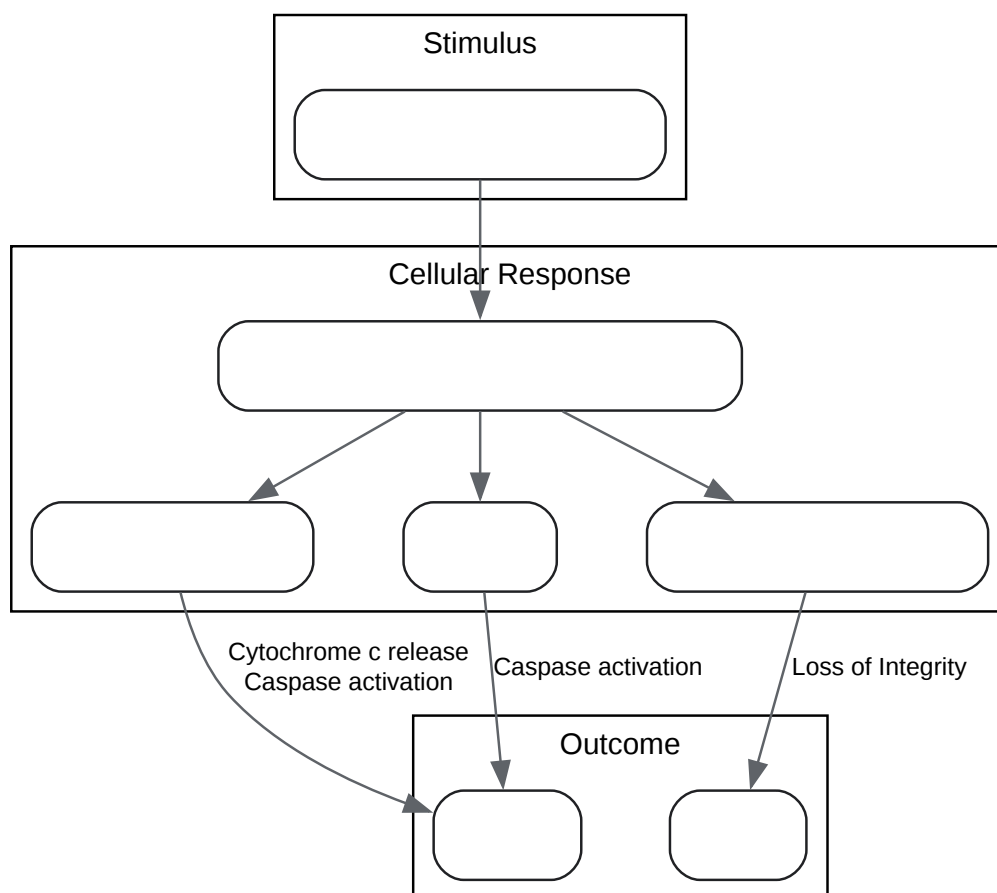 Stimulus
Cellular Response
Cytochrome c release
Caspase activation
Caspase activation
Loss of Integrity
Outcome